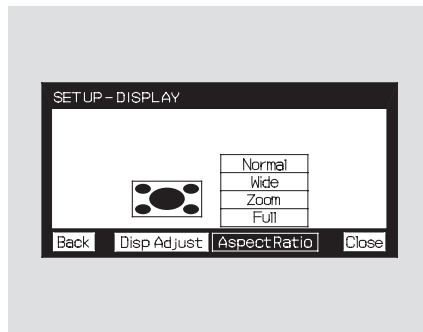 SETUP-DISPLAY
Normal
Wide
Zoom
Full
Back Disp Adjust AspectRatio Close